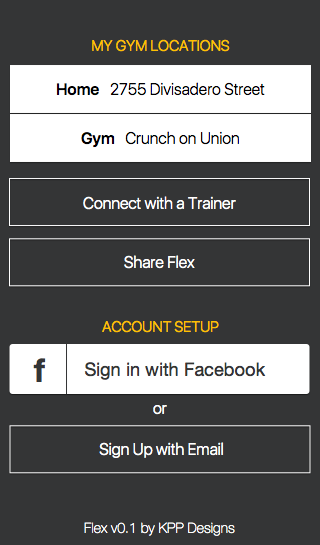 MY GYM LOCATIONS
Home 2755 Divisadero Street
Gym Crunch on Union
Connect with a Trainer
Share Flex
ACCOUNT SETUP
f Sign in with Facebook
or
Sign Up with Email
Flex v0.1 by KPP Designs